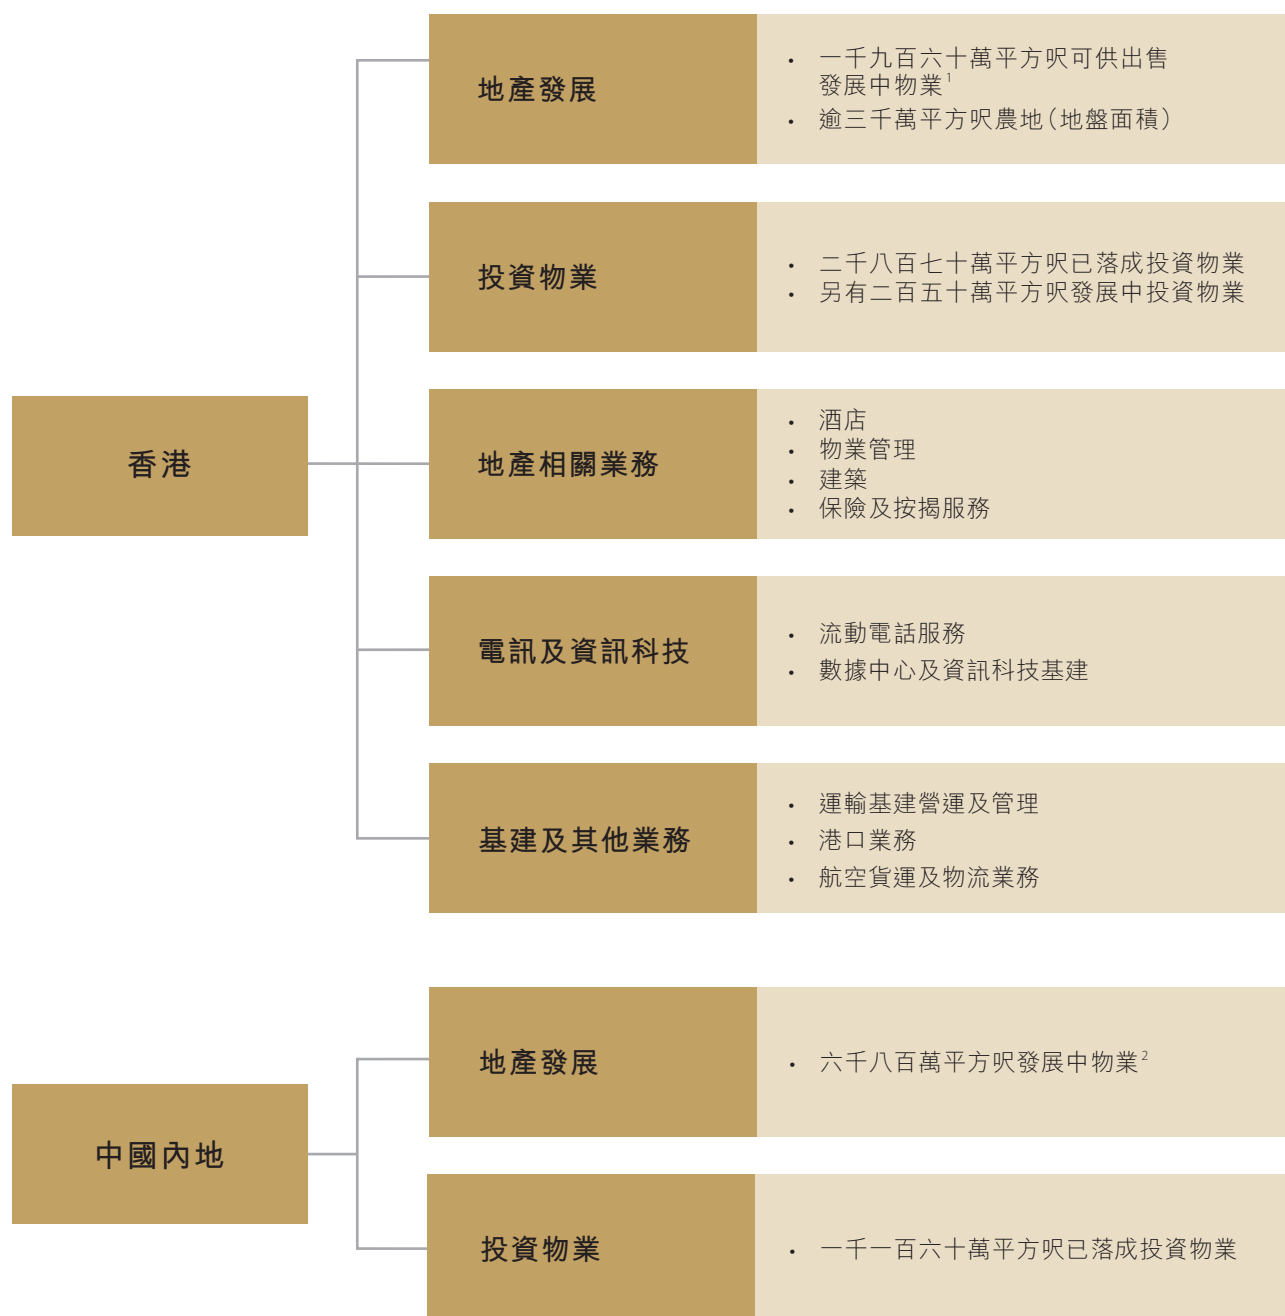 香港
地產發展
• 一千九百六十萬平方呎可供出售
發展中物業¹
• 逾三千萬平方呎農地（地盤面積）
投資物業
• 二千八百七十萬平方呎已落成投資物業
• 另有二百五十萬平方呎發展中投資物業
地產相關業務
• 酒店
• 物業管理
• 建築
• 保險及按揭服務
電訊及資訊科技
• 流動電話服務
• 數據中心及資訊科技基建
基建及其他業務
• 運輸基建營運及管理
• 港口業務
• 航空貨運及物流業務
中國內地
地產發展
• 六千八百萬平方呎發展中物業²
投資物業
• 一千一百六十萬平方呎已落成投資物業